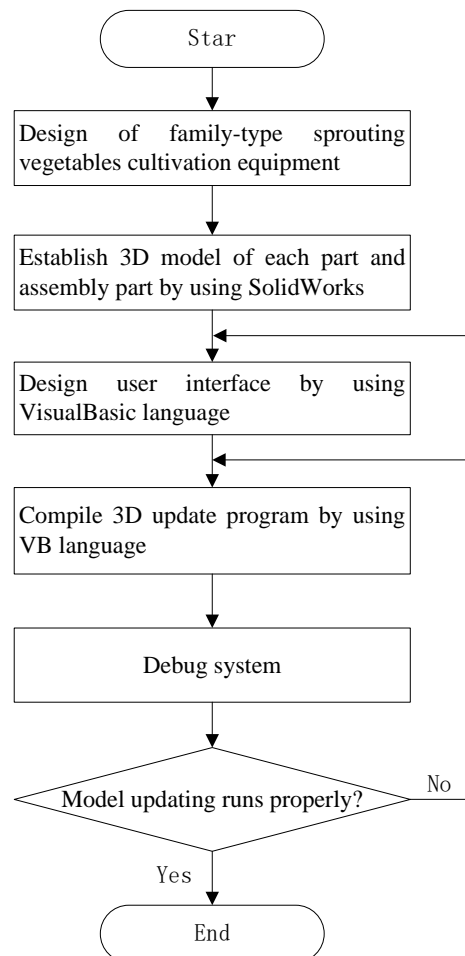 Star
Design of family-type sprouting
vegetables cultivation equipment
Establish 3D model of each part and
assembly part by using SolidWorks
Design user interface by using
VisualBasic language
Compile 3D update program by using
VB language
Debug system
Model updating runs properly?
No
Yes
End